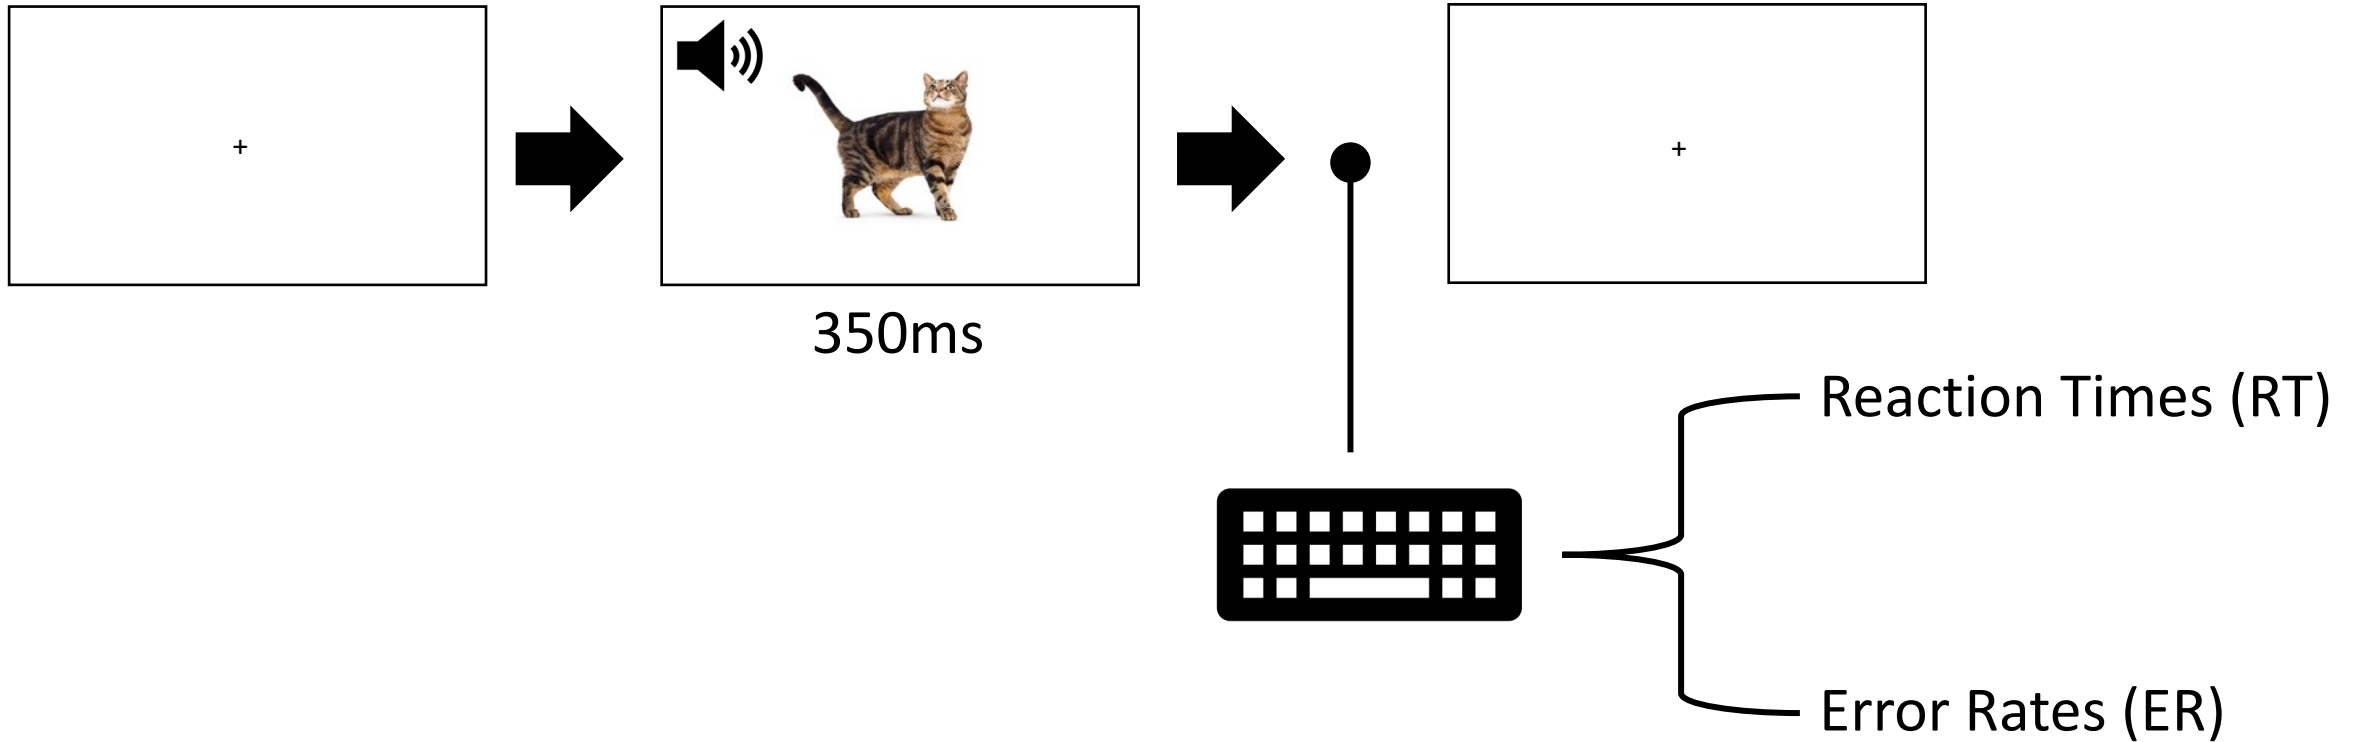 +
+
350ms
Reaction Times (RT)
Error Rates (ER)